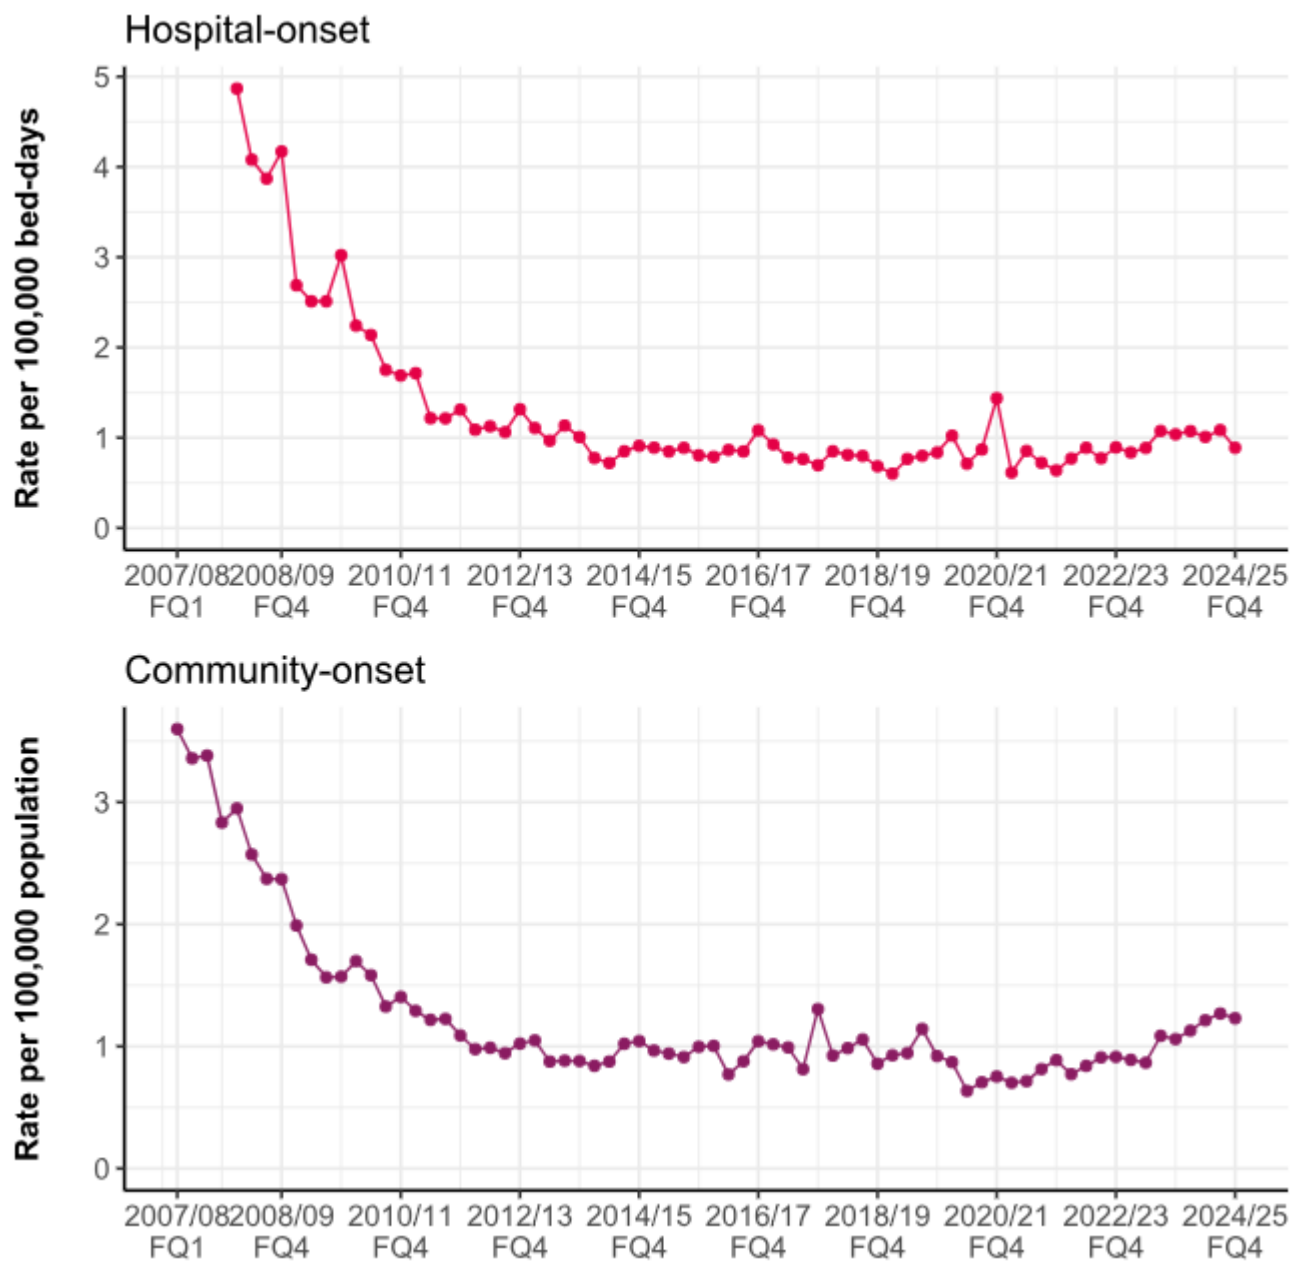 Hospital-onset
Rate per 100,000 bed-days
5
4
3
2
1
0
2007/08 2008/09 2010/11 2012/13 2014/15 2016/17 2018/19 2020/21 2022/23 2024/25
FQ1 FQ4 FQ4 FQ4 FQ4 FQ4 FQ4 FQ4 FQ4 FQ4
Community-onset
Rate per 100,000 population
3
2
1
0
2007/08 2008/09 2010/11 2012/13 2014/15 2016/17 2018/19 2020/21 2022/23 2024/25
FQ1 FQ4 FQ4 FQ4 FQ4 FQ4 FQ4 FQ4 FQ4 FQ4